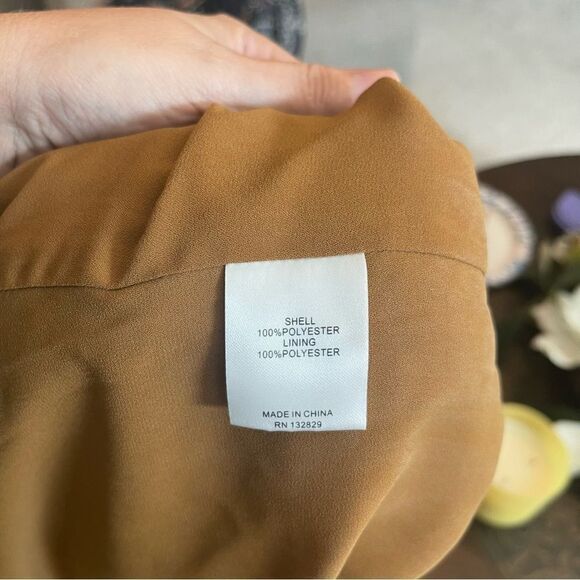 SHELL
100%POLYESTER
LINING
100%POLYESTER
MADE IN CHINA
RN 132829